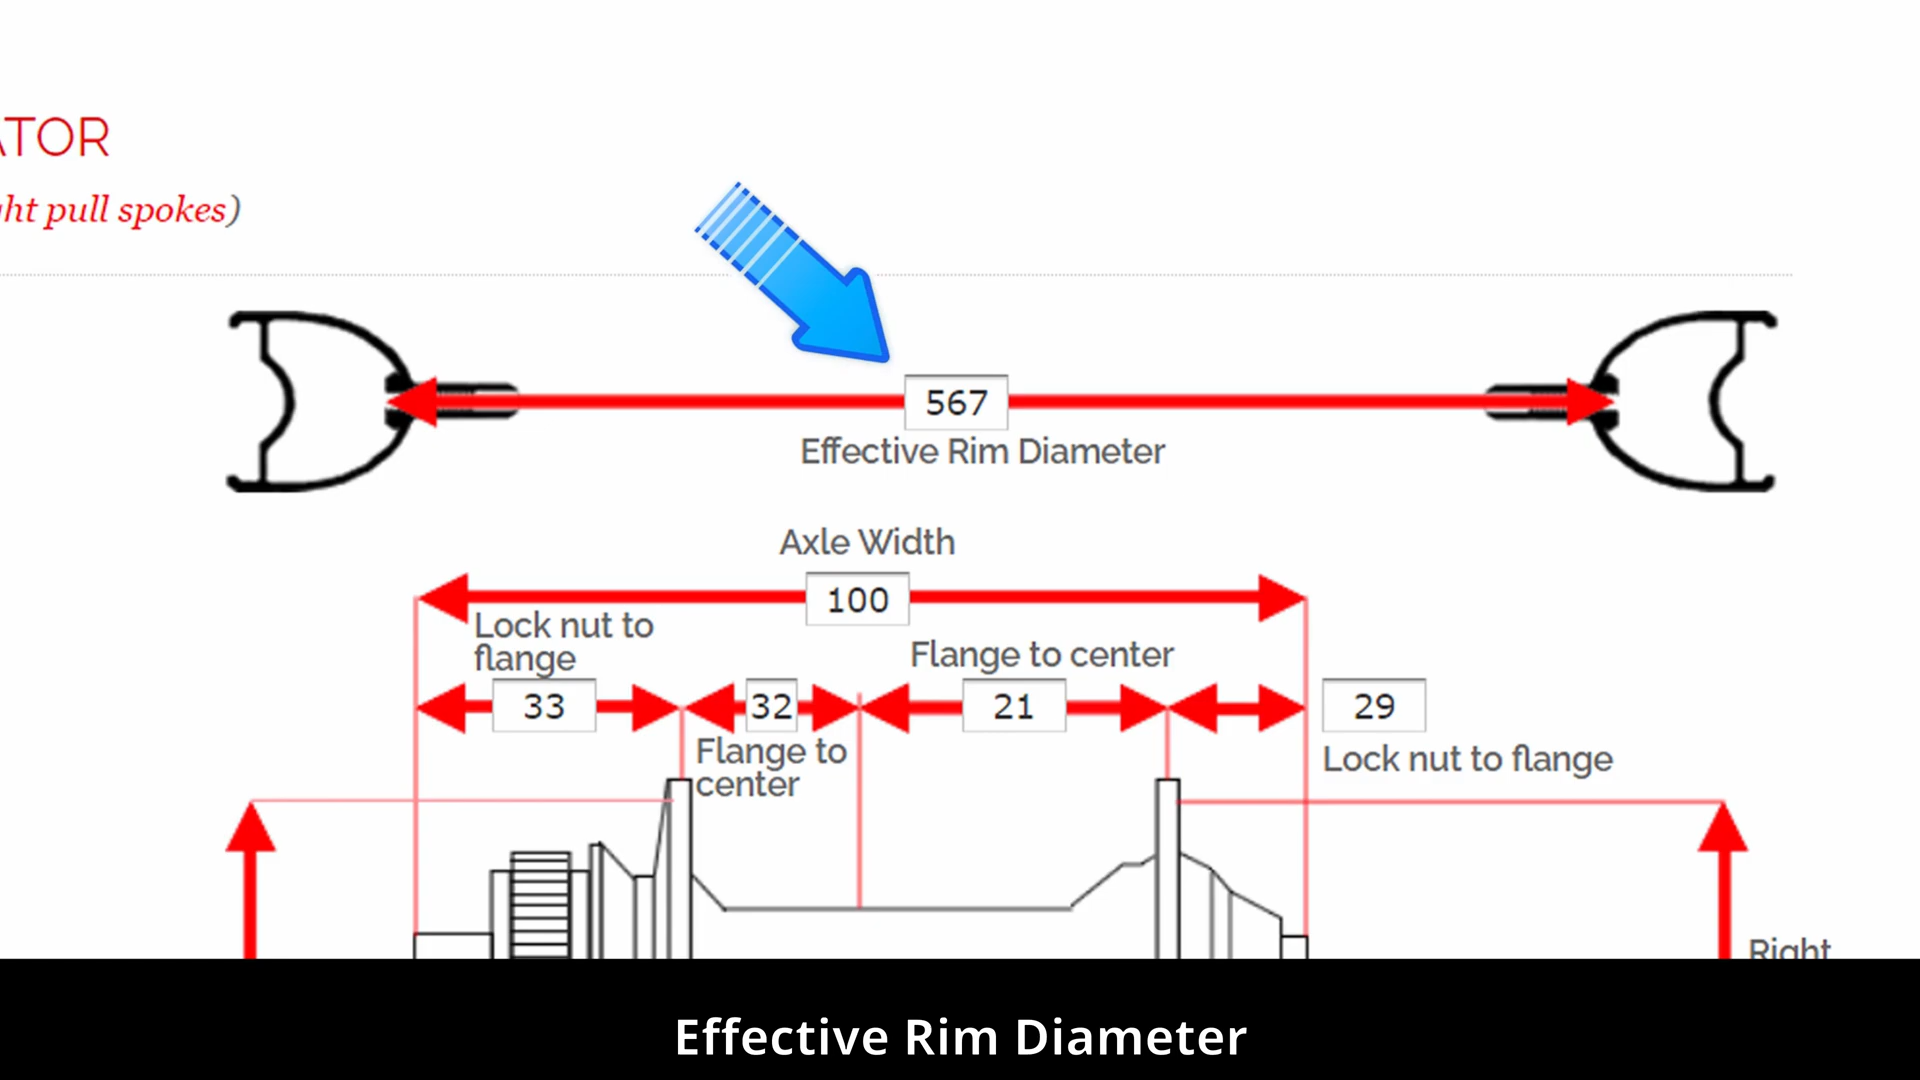 ATOR
ght pull spokes)
567
Effective Rim Diameter
Axle Width
100
Lock nut to
flange
Flange to center
33
32
21
29
Flange to
center
Lock nut to flange
Right
Effective Rim Diameter